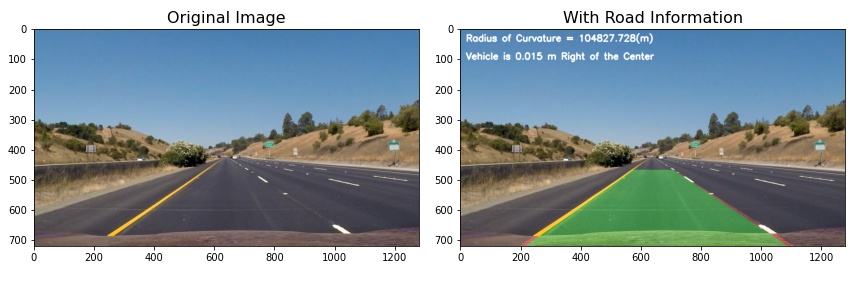 Original Image
0
100
200
300
400
500
600
700
0 200 400 600 800 1000 1200
With Road Information
Radius of Curvature = 104827.728(m)
Vehicle is 0.015 m Right of the Center
0
100
200
300
400
500
600
700
0 200 400 600 800 1000 1200